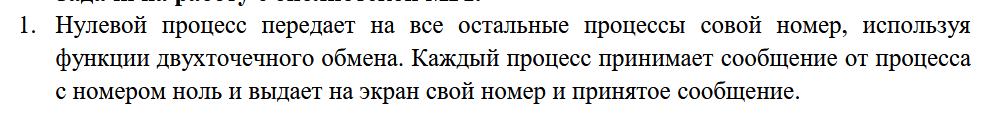 1. Нулевой процесс передает на все остальные процессы совой номер, используя
функции двухточечного обмена. Каждый процесс принимает сообщение от процесса
с номером ноль и выдает на экран свой номер и принятое сообщение.